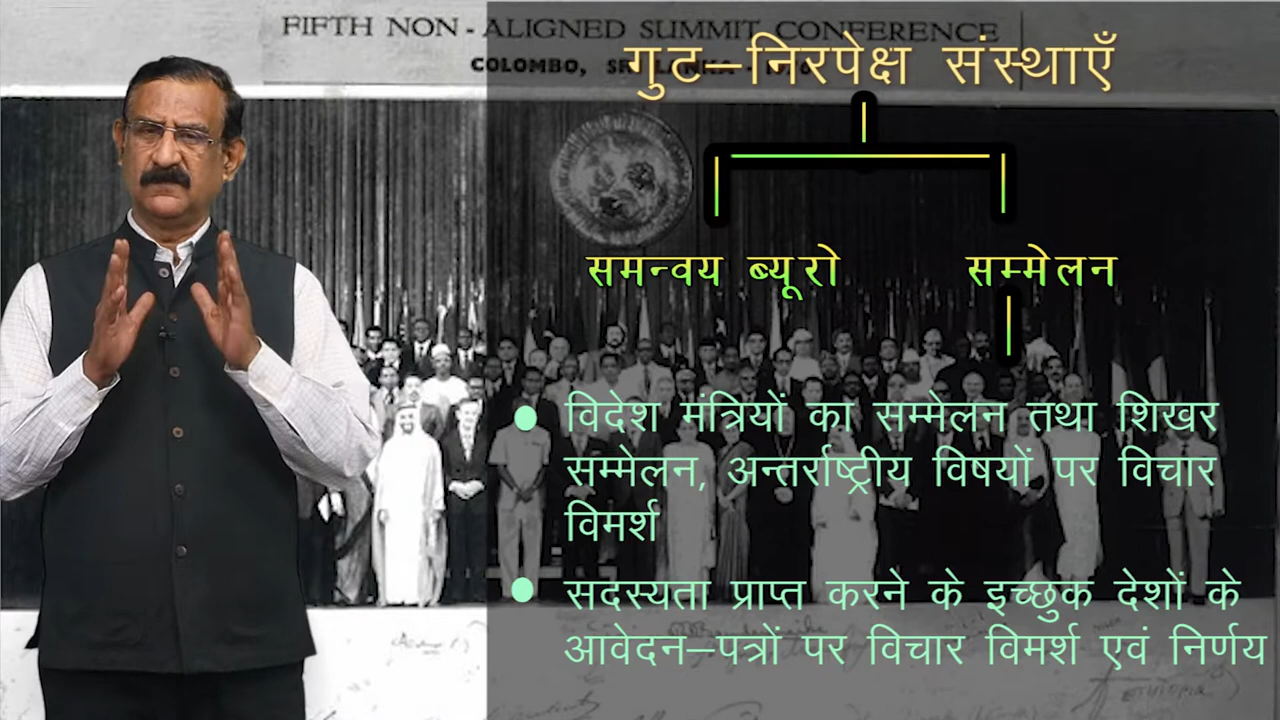 FIFTH NON-ALIGNED SUMMIT CONFERENCE
COLOMBO,
गुट–निरपेक्ष संस्थाएँ
समन्वय ब्यूरो
सम्मेलन
विदेश मंत्रियों का सम्मेलन तथा शिखर
सम्मेलन, अन्तर्राष्ट्रीय विषयों पर विचार
विमर्श
सदस्यता प्राप्त करने के इच्छुक देशों के
आवेदन–पत्रों पर विचार विमर्श एवं निर्णय
ETHIOPIA